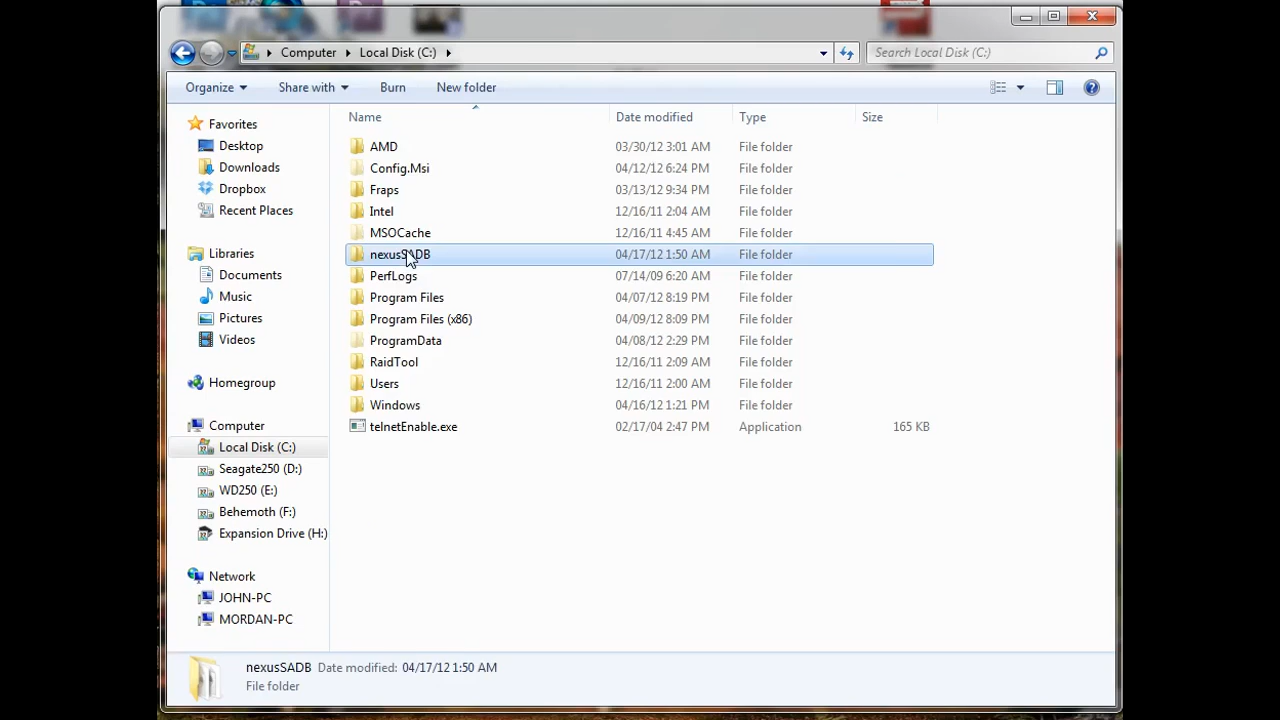 Computer Local Disk (C:) Search Local Disk (C:)
Organize Share with Burn New folder
Name Date modified Type Size
Favorites
Desktop
Downloads
Dropbox
Recent Places
Libraries
Documents
Music
Pictures
Videos
Homegroup
Computer
Local Disk (C:)
Seagate250 (D:)
WD250 (E:)
Behemoth (F:)
Expansion Drive (H:)
Network
JOHN-PC
MORDAN-PC
AMD 03/30/12 3:01 AM File folder
Config.Msi 04/12/12 6:24 PM File folder
Fraps 03/13/12 9:34 PM File folder
Intel 12/16/11 2:04 AM File folder
MSOCache 12/16/11 4:45 AM File folder
nexusSADB 04/17/12 1:50 AM File folder
PerfLogs 07/14/09 6:20 AM File folder
Program Files 04/07/12 8:19 PM File folder
Program Files (x86) 04/09/12 8:09 PM File folder
ProgramData 04/08/12 2:29 PM File folder
RaidTool 12/16/11 2:09 AM File folder
Users 12/16/11 2:00 AM File folder
Windows 04/16/12 1:21 PM File folder
telnetEnable.exe 02/17/04 2:47 PM Application 165 KB
nexusSADB Date modified: 04/17/12 1:50 AM
File folder